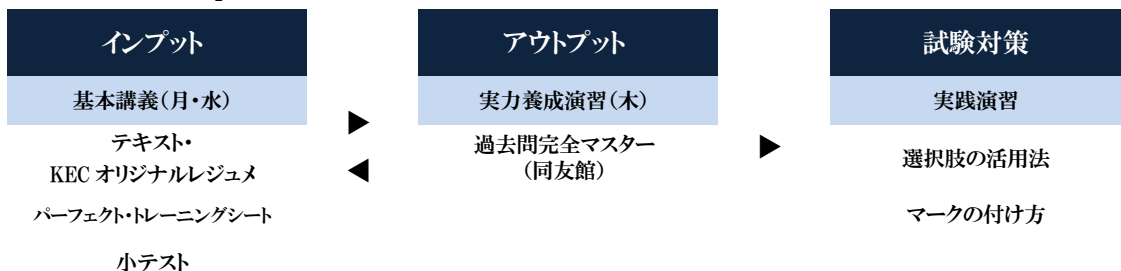 インプット
基本講義(月・水)
テキスト・
KEC オリジナルレジュメ
パーフェクト・トレーニングシート
小テスト
アウトプット
実力養成演習(木)
過去問完全マスター
(同友館)
試験対策
実践演習
選択肢の活用法
マークの付け方